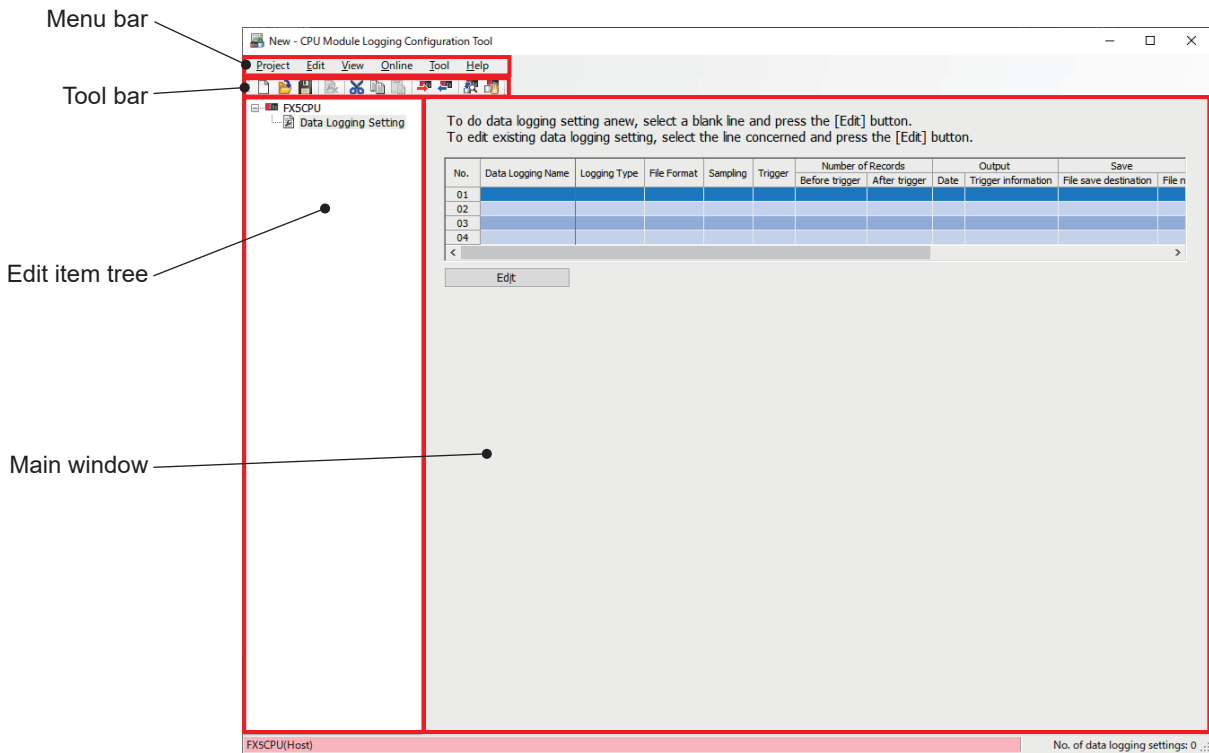 Menu bar
New - CPU Module Logging Configuration Tool
Project Edit View Online Tool Help
Tool bar
FX5CPU
Data Logging Setting
To do data logging setting anew, select a blank line and press the [Edit] button.
To edit existing data logging setting, select the line concerned and press the [Edit] button.
No. Data Logging Name Logging Type File Format Sampling Trigger Number of Records Output Save
Before trigger After trigger Date Trigger information File save destination File n
01
02
03
04
Edit item tree
Edit
Main window
FX5CPU(Host) No. of data logging settings: 0